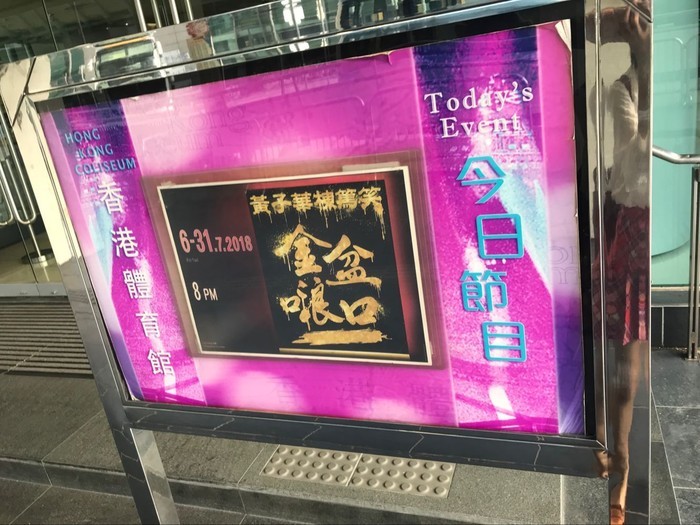 HONG
KONG
COLISEUM
香港體育館
黃子華棟篤笑
金盆
啷口
6-31.7.2018
8 PM
Today's
Event
今日節目